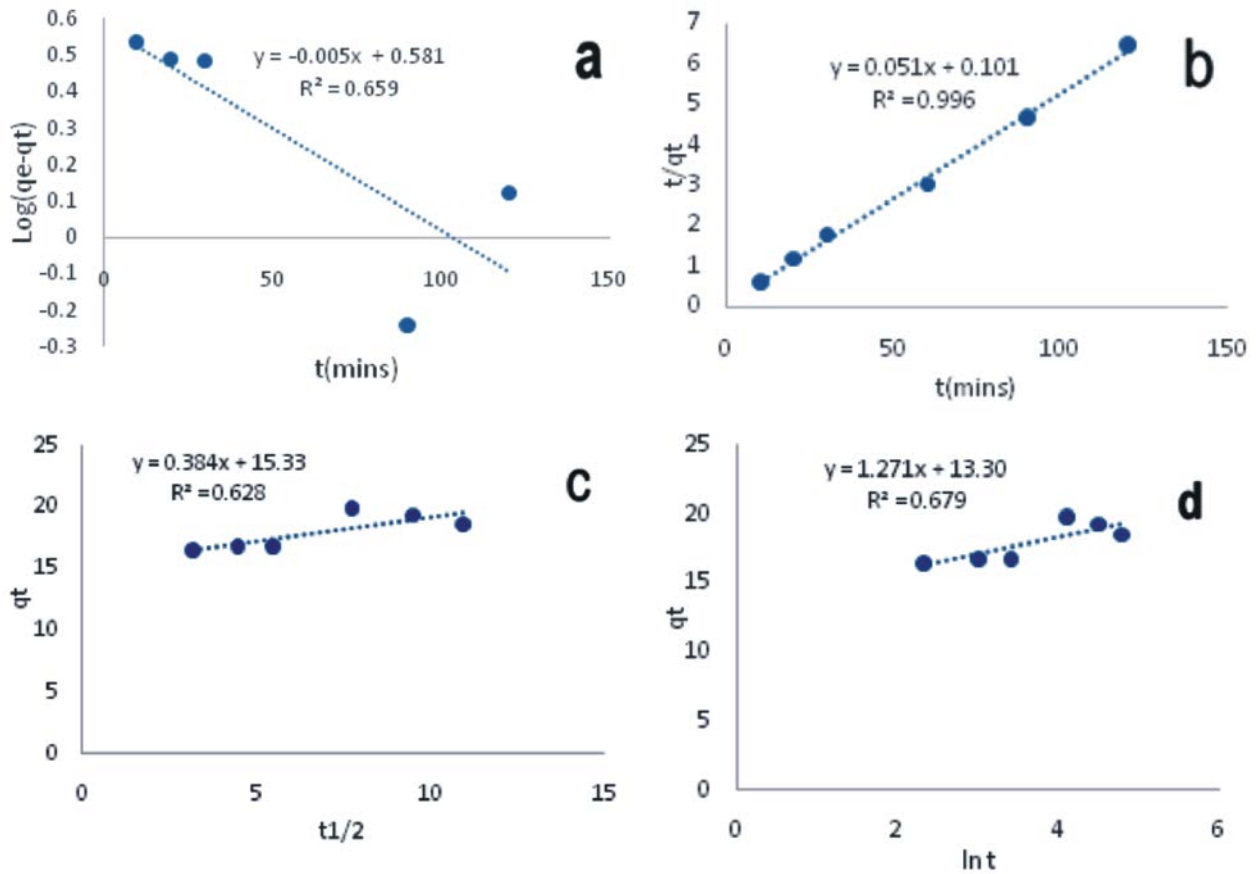 a
y = -0.005x + 0.581
R² = 0.659
0.6
0.5
0.4
0.3
0.2
0.1
0
-0.1
-0.2
-0.3
Log(qe-qt)
0 50 100 150
t(mins)
b
y = 0.051x + 0.101
R² = 0.996
7
6
5
4
3
2
1
0
t/qt
0 50 100 150
t(mins)
c
y = 0.384x + 15.33
R² = 0.628
25
20
15
10
5
0
qt
0 5 10 15
t1/2
d
y = 1.271x + 13.30
R² = 0.679
25
20
15
10
5
0
qt
0 2 4 6
ln t